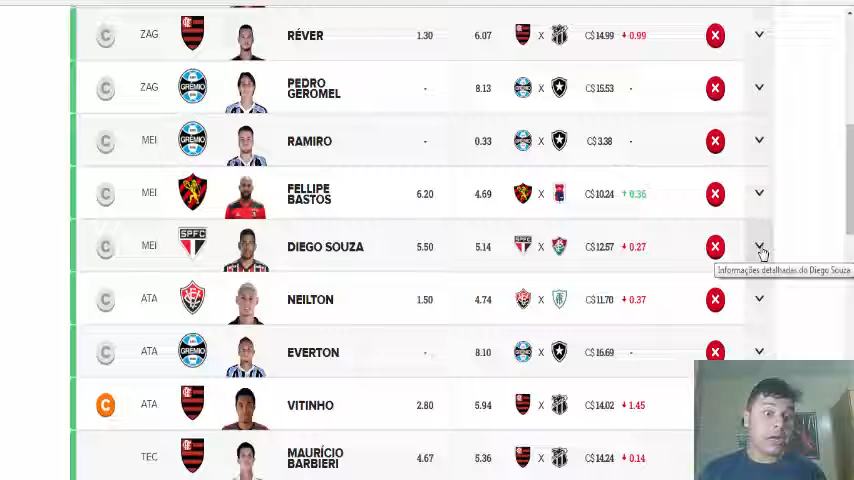 C ZAG RÉVER 1.30 6.07 X C$ 14.99 0.99
C ZAG PEDRO GEROMEL - 8.13 X C$ 15.53 -
C MEI RAMIRO - 0.33 X C$ 3.38 -
C MEI FELLIPE BASTOS 6.20 4.69 X C$ 10.24 0.36
C MEI SPFC DIEGO SOUZA 5.50 5.14 SPFC X C$ 12.57 0.27
Informações detalhadas do Diego Souza
C ATA NEILTON 1.50 4.74 X C$ 11.70 0.37
C ATA GRÊMIO EVERTON - 8.10 X C$ 16.69 -
C ATA VITINHO 2.80 5.94 X C$ 14.02 1.45
TEC MAURÍCIO BARBIERI 4.67 5.36 X C$ 14.24 0.14